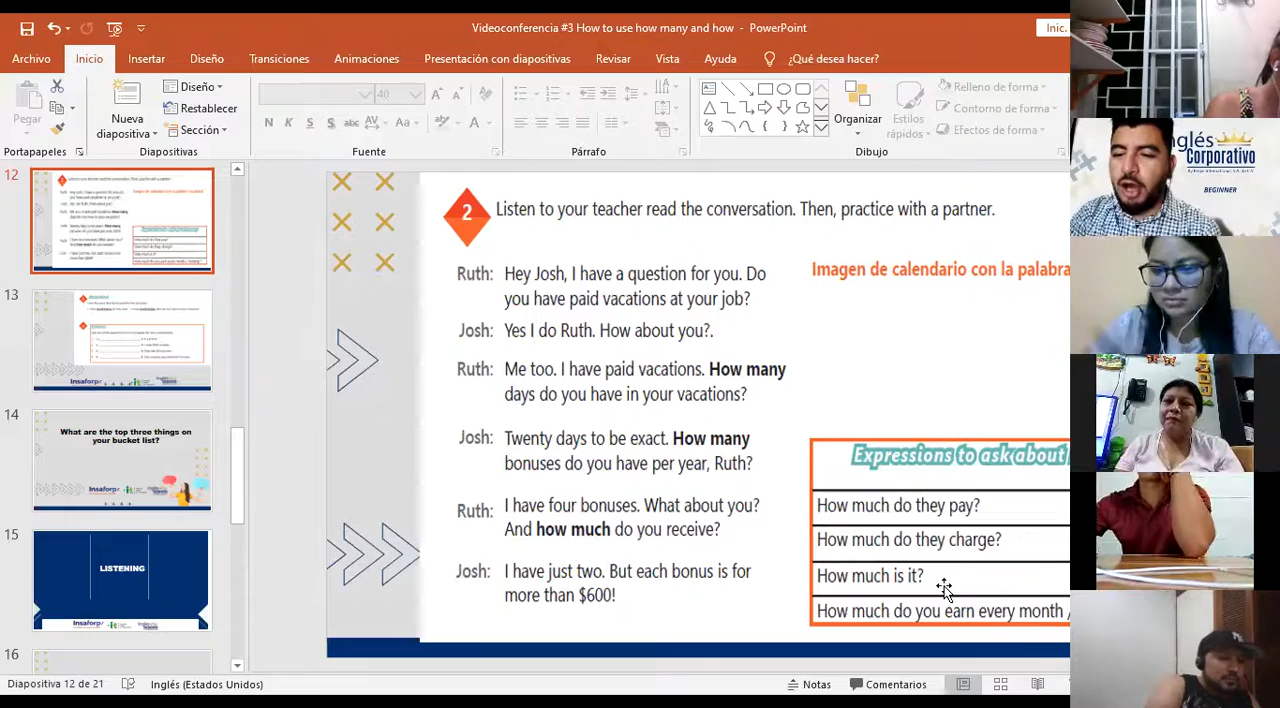 Videoconferencia #3 How to use how many and how - PowerPoint
Inic.
Archivo
Inicio
Insertar
Diseño
Transiciones
Animaciones
Presentación con diapositivas
Revisar
Vista
Ayuda
¿Qué desea hacer?
Pegar
Nueva
diapositiva
Diseño
Restablecer
Sección
40
N K S S abc AV Aa
Organizar
Estilos
rápidos
Relleno de forma
Contorno de forma
Efectos de forma
Portapapeles
Diapositivas
Fuente
Párrafo
Dibujo
12
13
14
What are the top three things on
your bucket list?
15
LISTENING
16
2
Listen to your teacher read the conversation. Then, practice with a partner.
Ruth: Hey Josh, I have a question for you. Do
you have paid vacations at your job?
Josh: Yes I do Ruth. How about you?.
Ruth: Me too. I have paid vacations. How many
days do you have in your vacations?
Josh: Twenty days to be exact. How many
bonuses do you have per year, Ruth?
Ruth: I have four bonuses. What about you?
And how much do you receive?
Josh: I have just two. But each bonus is for
more than $600!
Imagen de calendario con la palabra
Expressions to ask about
How much do they pay?
How much do they charge?
How much is it?
How much do you earn every month /
Inglés
Corporativo
BEGINNER
Diapositiva 12 de 21
Inglés (Estados Unidos)
Notas
Comentarios